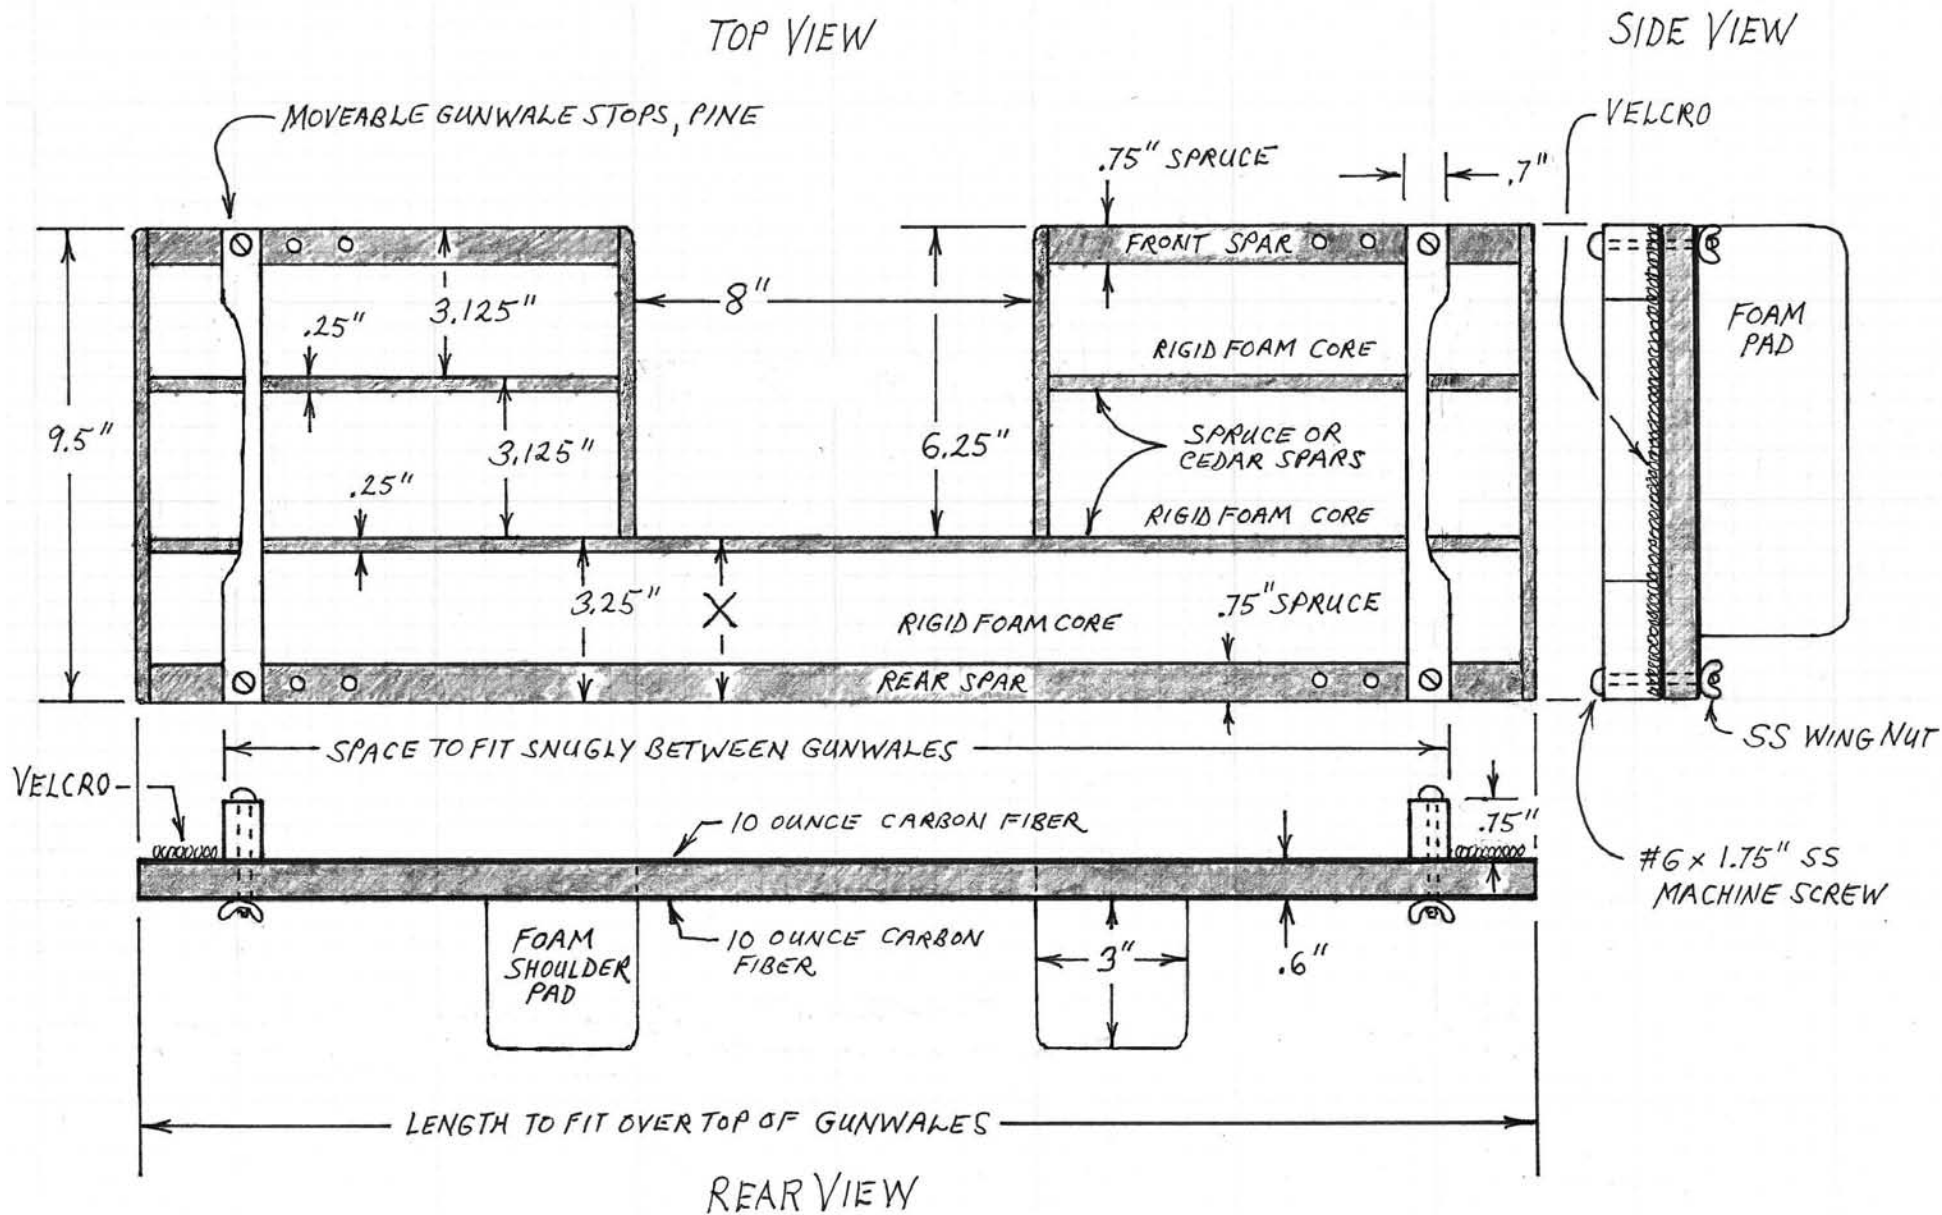 TOP VIEW
SIDE VIEW
MOVEABLE GUNWALE STOPS, PINE
VELCRO
.75" SPRUCE
.7"
FRONT SPAR
8"
3.125"
.25"
FOAM
PAD
RIGID FOAM CORE
9.5"
6.25"
SPRUCE OR
CEDAR SPARS
3.125"
.25"
RIGID FOAM CORE
3.25"
X
.75" SPRUCE
RIGID FOAM CORE
REAR SPAR
SPACE TO FIT SNUGLY BETWEEN GUNWALES
SS WING NUT
VELCRO
10 OUNCE CARBON FIBER
.75"
#6 x 1.75" SS
MACHINE SCREW
FOAM
SHOULDER
PAD
10 OUNCE CARBON
FIBER
3"
.6"
LENGTH TO FIT OVER TOP OF GUNWALES
REAR VIEW